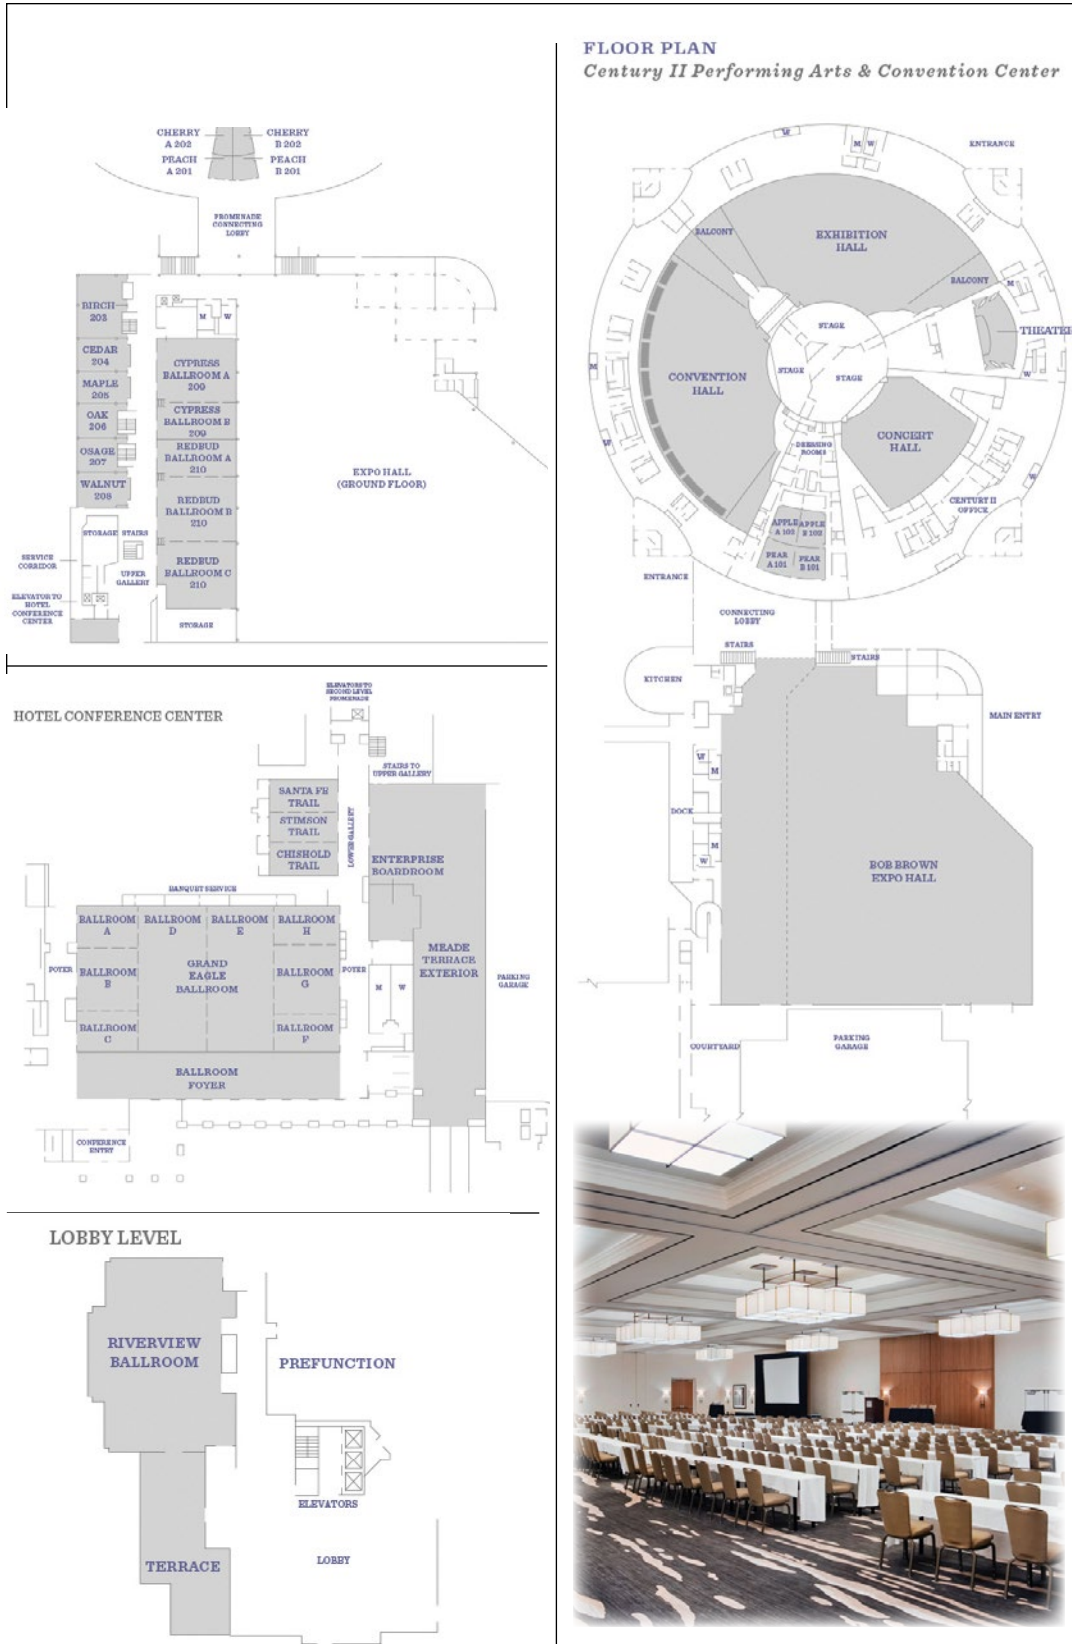 FLOOR PLAN
Century II Performing Arts & Convention Center
CHERRY
A 202
CHERRY
B 202
PEACH
A 201
PEACH
B 201
PROMENADE
CONNECTING
LOBBY
BIRCH
203
M
W
CEDAR
204
MAPLE
205
OAK
206
OSAGE
207
WALNUT
208
CYPRESS
BALLROOM A
209
CYPRESS
BALLROOM B
209
REDBUD
BALLROOM A
210
REDBUD
BALLROOM B
210
REDBUD
BALLROOM C
210
EXPO HALL
(GROUND FLOOR)
STORAGE
STAIRS
SERVICE
CORRIDOR
UPPER
GALLERY
ELEVATOR TO
HOTEL
CONFERENCE
CENTER
STORAGE
HOTEL CONFERENCE CENTER
ELEVATORS TO
SECOND LEVEL
PROMENADE
STAIRS TO
UPPER GALLERY
SANTA FE
TRAIL
STIMSON
TRAIL
CHISHOLD
TRAIL
LOWER GALLERY
ENTERPRISE
BOARDROOM
BANQUET SERVICE
BALLROOM
A
BALLROOM
D
BALLROOM
E
BALLROOM
H
FOYER
BALLROOM
B
GRAND
EAGLE
BALLROOM
BALLROOM
G
FOYER
M
W
MEADE
TERRACE
EXTERIOR
PARKING
GARAGE
BALLROOM
C
BALLROOM
F
BALLROOM
FOYER
CONFERENCE
ENTRY
LOBBY LEVEL
RIVERVIEW
BALLROOM
PREFUNCTION
ELEVATORS
TERRACE
LOBBY
W
M
W
ENTRANCE
BALCONY
EXHIBITION
HALL
BALCONY
M
STAGE
THEATER
M
CONVENTION
HALL
STAGE
STAGE
W
W
DRESSING
ROOMS
CONCERT
HALL
W
CENTURY II
OFFICE
APPLE
A 103
APPLE
B 102
PEAR
A 101
PEAR
B 101
ENTRANCE
CONNECTING
LOBBY
STAIRS
STAIRS
KITCHEN
MAIN ENTRY
W
M
DOCK
M
W
BOB BROWN
EXPO HALL
COURTYARD
PARKING
GARAGE